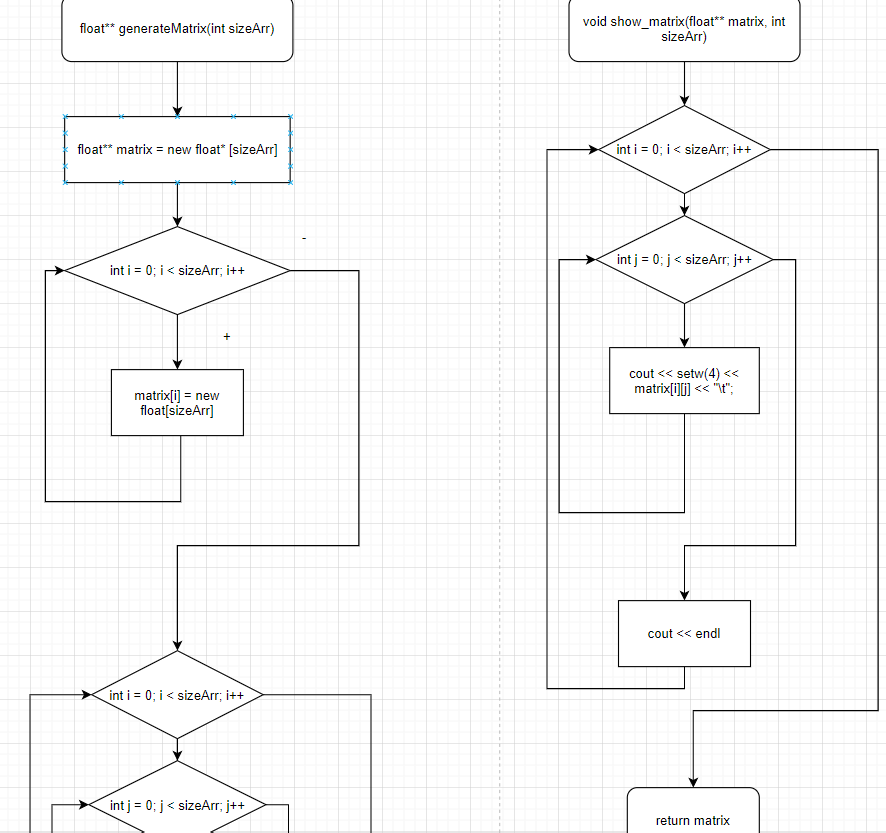 float** generateMatrix(int sizeArr)
float** matrix = new float* [sizeArr]
-
int i = 0; i < sizeArr; i++
+
matrix[i] = new
float[sizeArr]
int i = 0; i < sizeArr; i++
int j = 0; j < sizeArr; j++
void show_matrix(float** matrix, int
sizeArr)
int i = 0; i < sizeArr; i++
int j = 0; j < sizeArr; j++
cout << setw(4) <<
matrix[i][j] << "\t";
cout << endl
return matrix